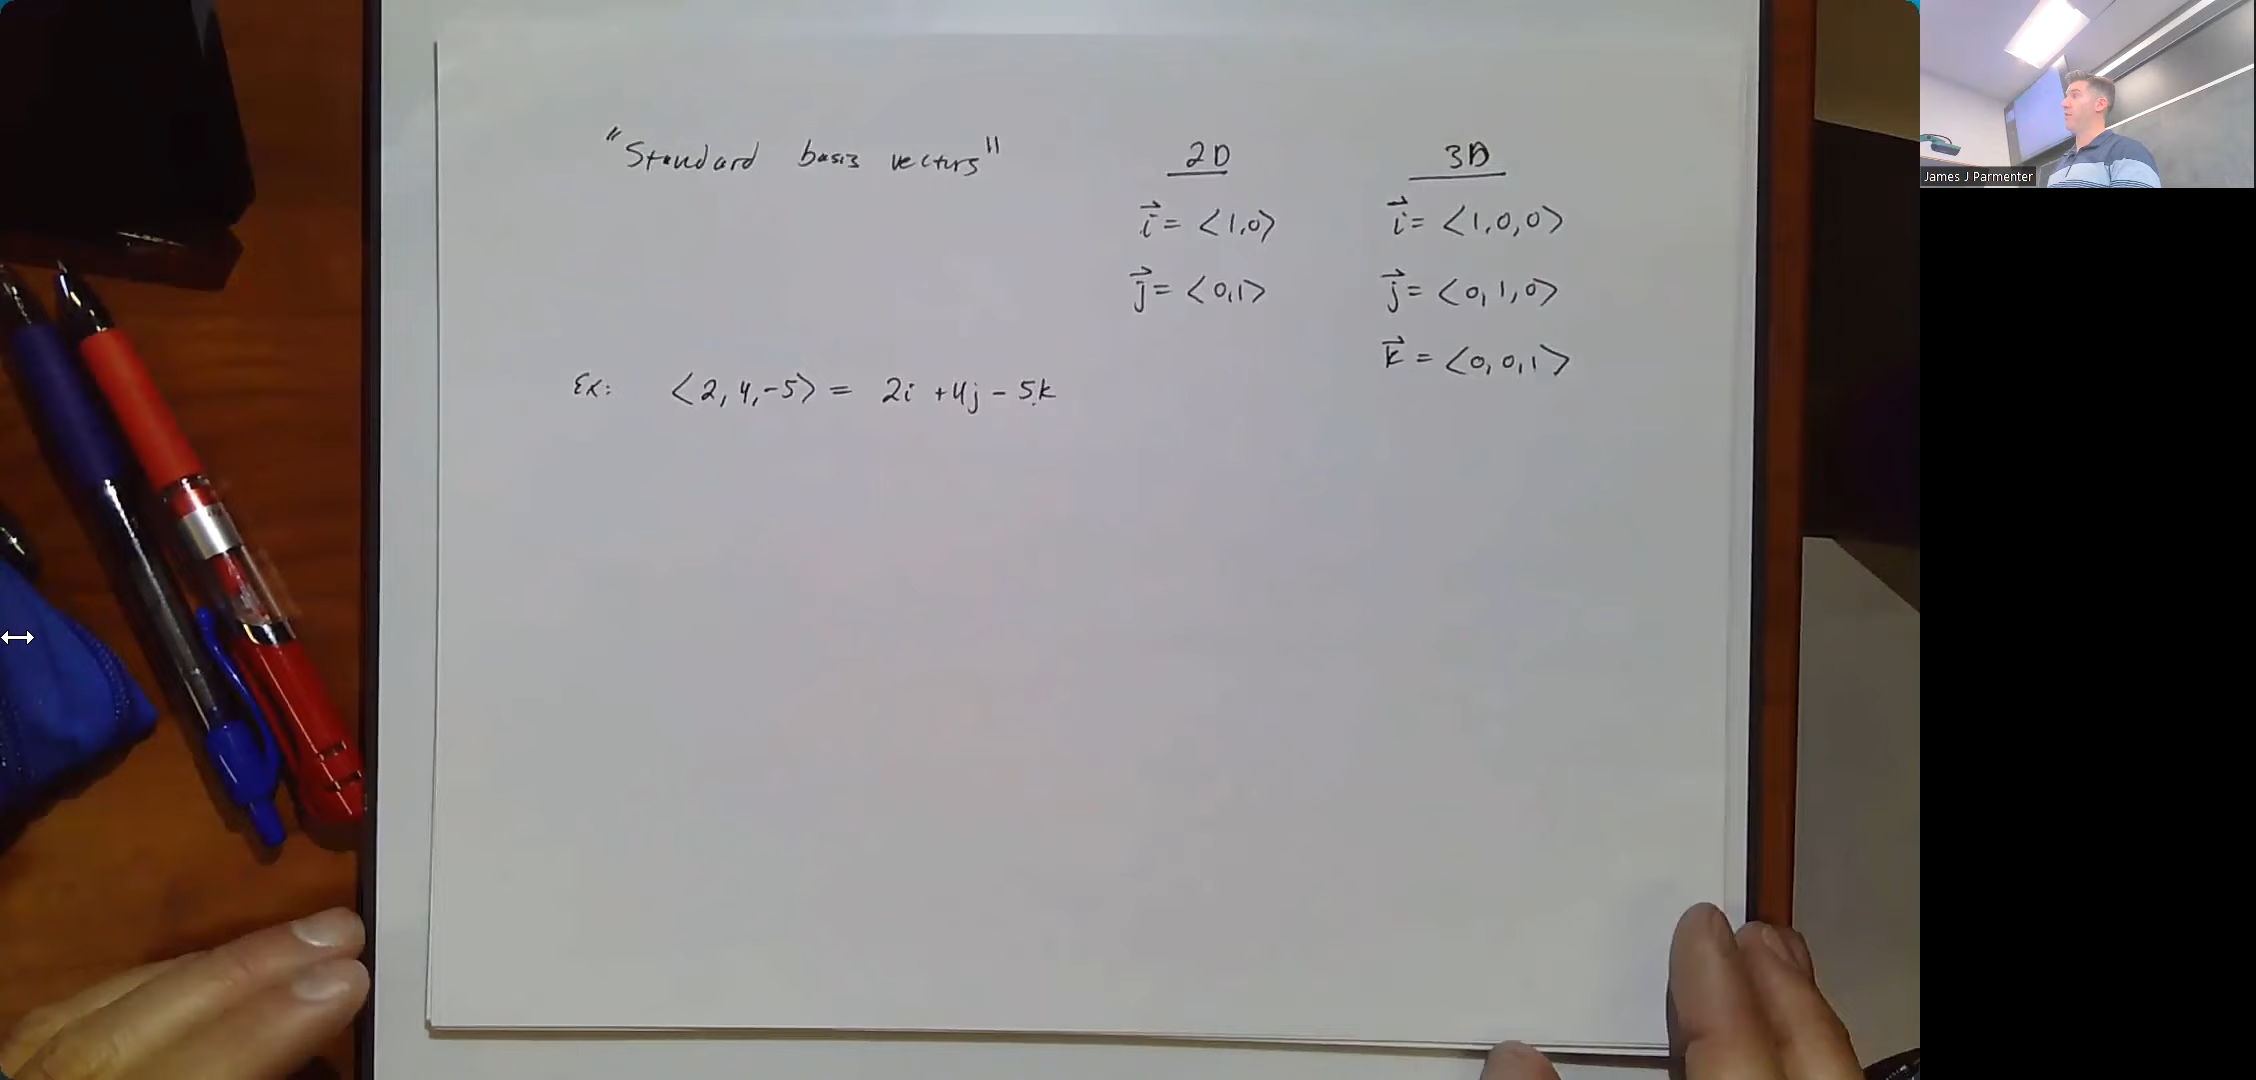 "Standard basis vectors"
2D
i⃗ = <1,0>
j⃗ = <0,1>
3D
i⃗ = <1,0,0>
j⃗ = <0,1,0>
k⃗ = <0,0,1>
Ex: <2,4,-5> = 2i +4j - 5k
James J Parmenter